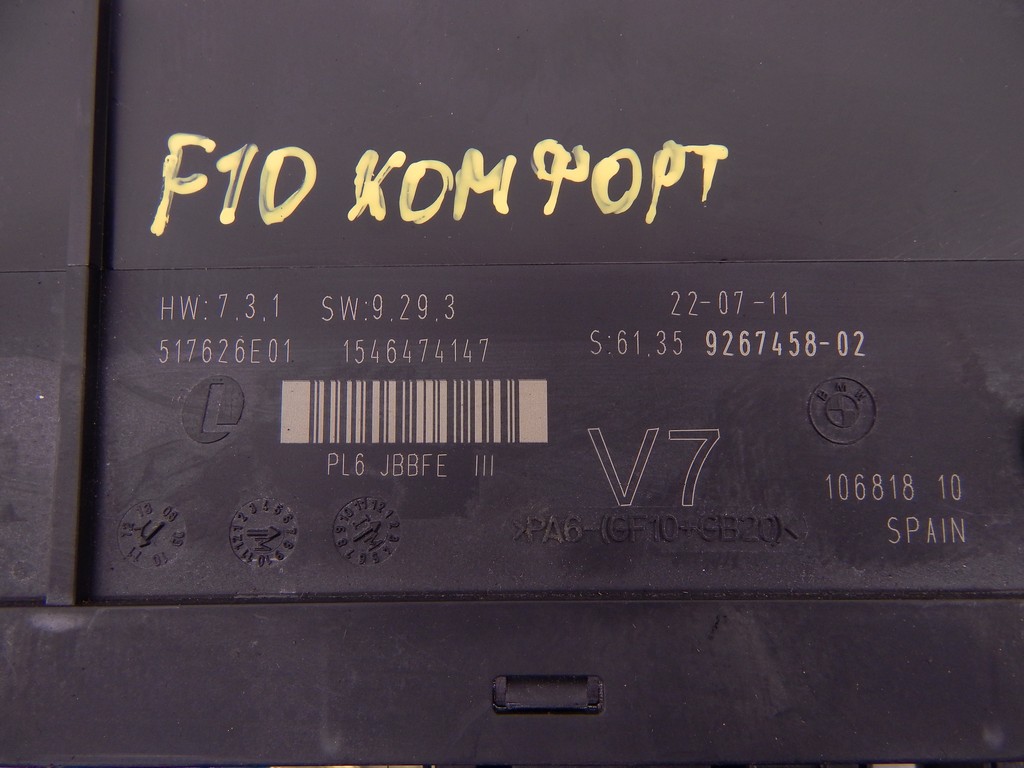 F10 КОМФОРТ
HW:7.3.1 SW:9.29.3 22-07-11
517626E01 1546474147 S:61.35 9267458-02
BMW
PL6 JBBFE III V7
106818 10
>PA6-(GF10-GB20)<
SPAIN